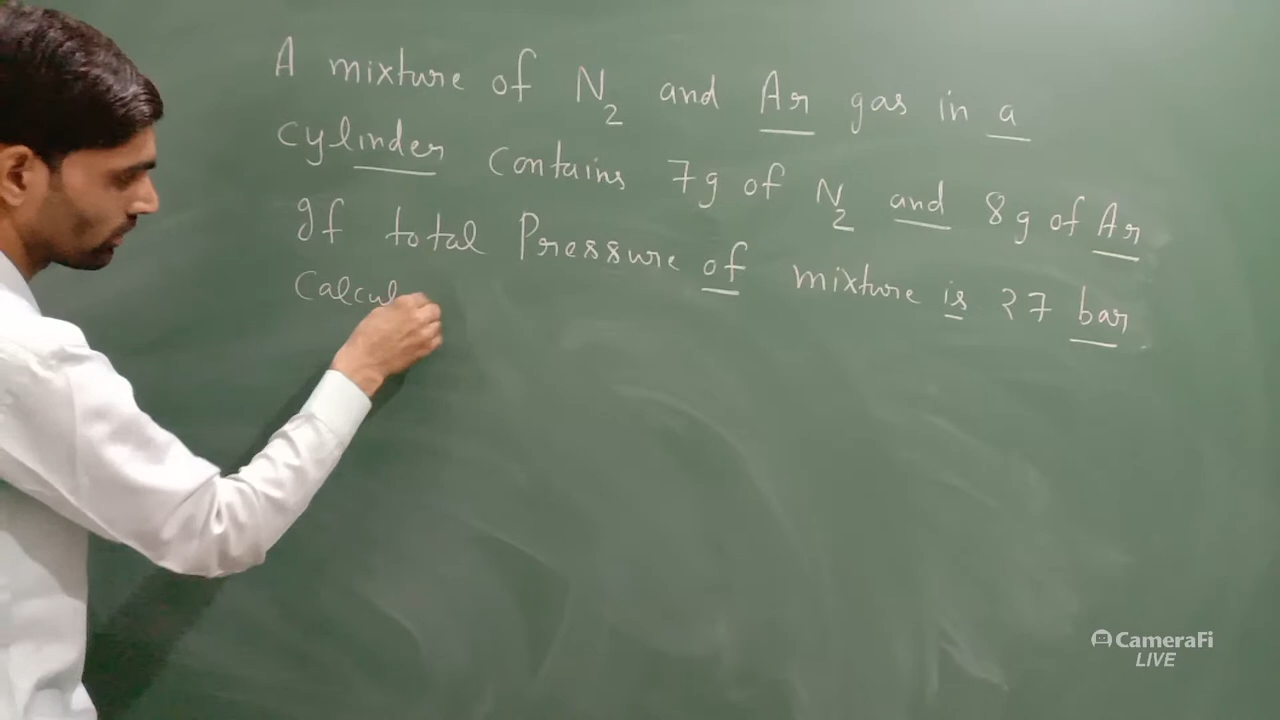 A mixture of N₂ and Ar gas in a
cylinder contains 7g of N₂ and 8g of Ar
If total Pressure of mixture is 27 bar
Calcul
CameraFi
LIVE